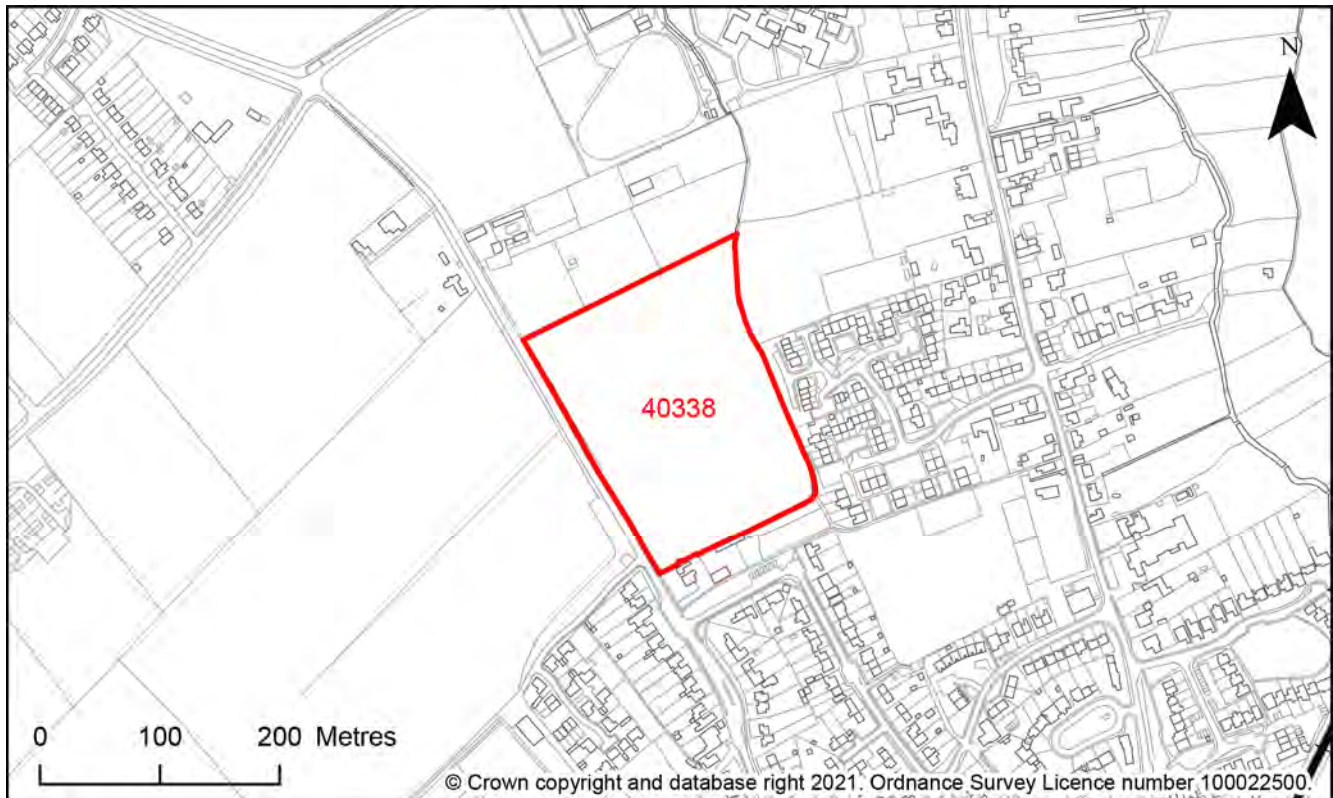 N
40338
0 100 200 Metres
© Crown copyright and database right 2021. Ordnance Survey Licence number 100022500.